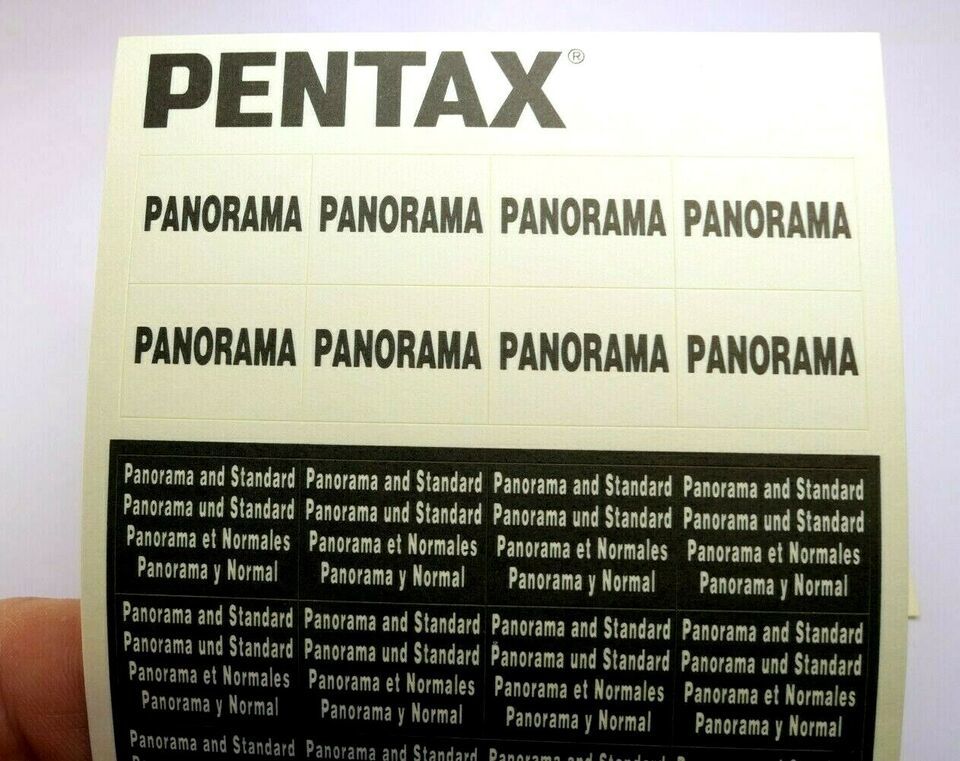 PENTAX®
PANORAMA PANORAMA PANORAMA PANORAMA
PANORAMA PANORAMA PANORAMA PANORAMA
Panorama and Standard Panorama and Standard Panorama and Standard Panorama and Standard
Panorama und Standard Panorama und Standard Panorama und Standard Panorama und Standard
Panorama et Normales Panorama et Normales Panorama et Normales Panorama et Normales
Panorama y Normal Panorama y Normal Panorama y Normal Panorama y Normal
Panorama and Standard Panorama and Standard Panorama and Standard Panorama and Standard
Panorama und Standard Panorama und Standard Panorama und Standard Panorama und Standard
Panorama et Normales Panorama et Normales Panorama et Normales Panorama et Normales
Panorama y Normal Panorama y Normal Panorama y Normal Panorama y Normal
Panorama and Standard Panorama and Standard Panorama and Standard